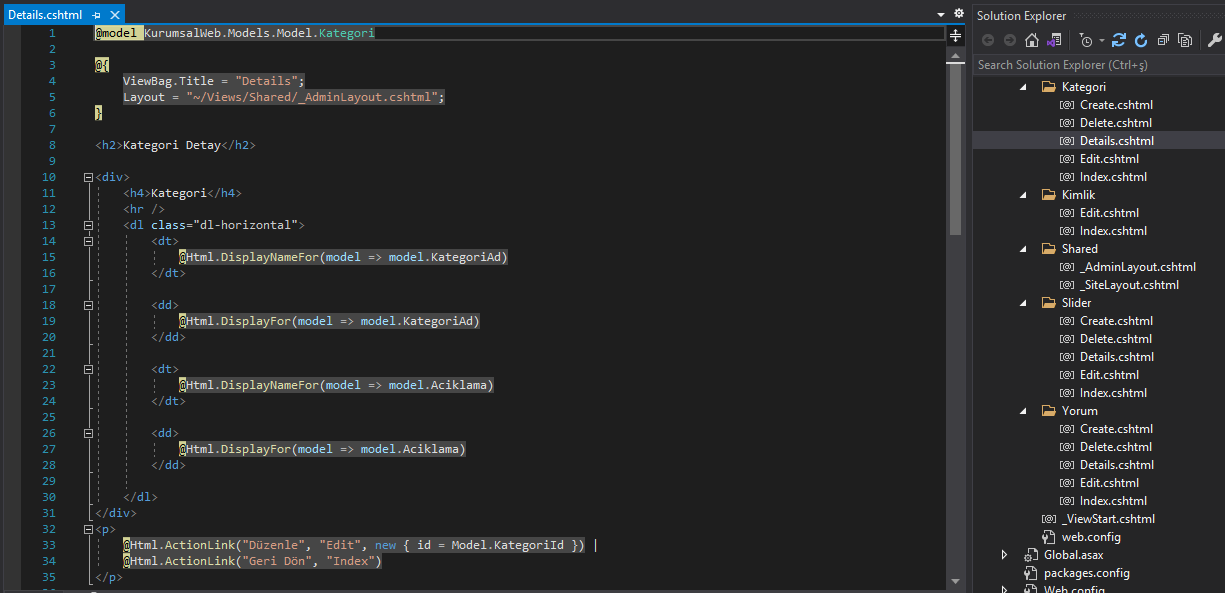 Details.cshtml
1 @model KurumsalWeb.Models.Model.Kategori
2
3 @{
4 ViewBag.Title = "Details";
5 Layout = "~/Views/Shared/_AdminLayout.cshtml";
6 }
7
8 <h2>Kategori Detay</h2>
9
10 <div>
11 <h4>Kategori</h4>
12 <hr />
13 <dl class="dl-horizontal">
14 <dt>
15 @Html.DisplayNameFor(model => model.KategoriAd)
16 </dt>
17
18 <dd>
19 @Html.DisplayFor(model => model.KategoriAd)
20 </dd>
21
22 <dt>
23 @Html.DisplayNameFor(model => model.Aciklama)
24 </dt>
25
26 <dd>
27 @Html.DisplayFor(model => model.Aciklama)
28 </dd>
29
30 </dl>
31 </div>
32 <p>
33 @Html.ActionLink("Düzenle", "Edit", new { id = Model.KategoriId }) |
34 @Html.ActionLink("Geri Dön", "Index")
35 </p>
Solution Explorer
Search Solution Explorer (Ctrl+ş)
Kategori
Create.cshtml
Delete.cshtml
Details.cshtml
Edit.cshtml
Index.cshtml
Kimlik
Edit.cshtml
Index.cshtml
Shared
_AdminLayout.cshtml
_SiteLayout.cshtml
Slider
Create.cshtml
Delete.cshtml
Details.cshtml
Edit.cshtml
Index.cshtml
Yorum
Create.cshtml
Delete.cshtml
Details.cshtml
Edit.cshtml
Index.cshtml
_ViewStart.cshtml
web.config
Global.asax
packages.config
Web.config